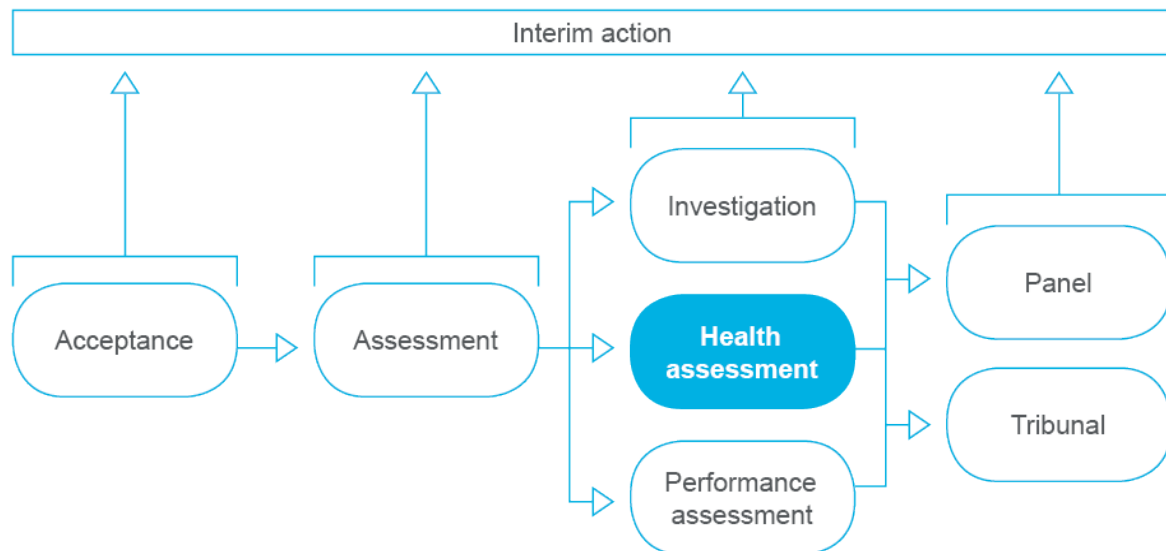 Interim action
Acceptance
Assessment
Investigation
Health
assessment
Performance
assessment
Panel
Tribunal